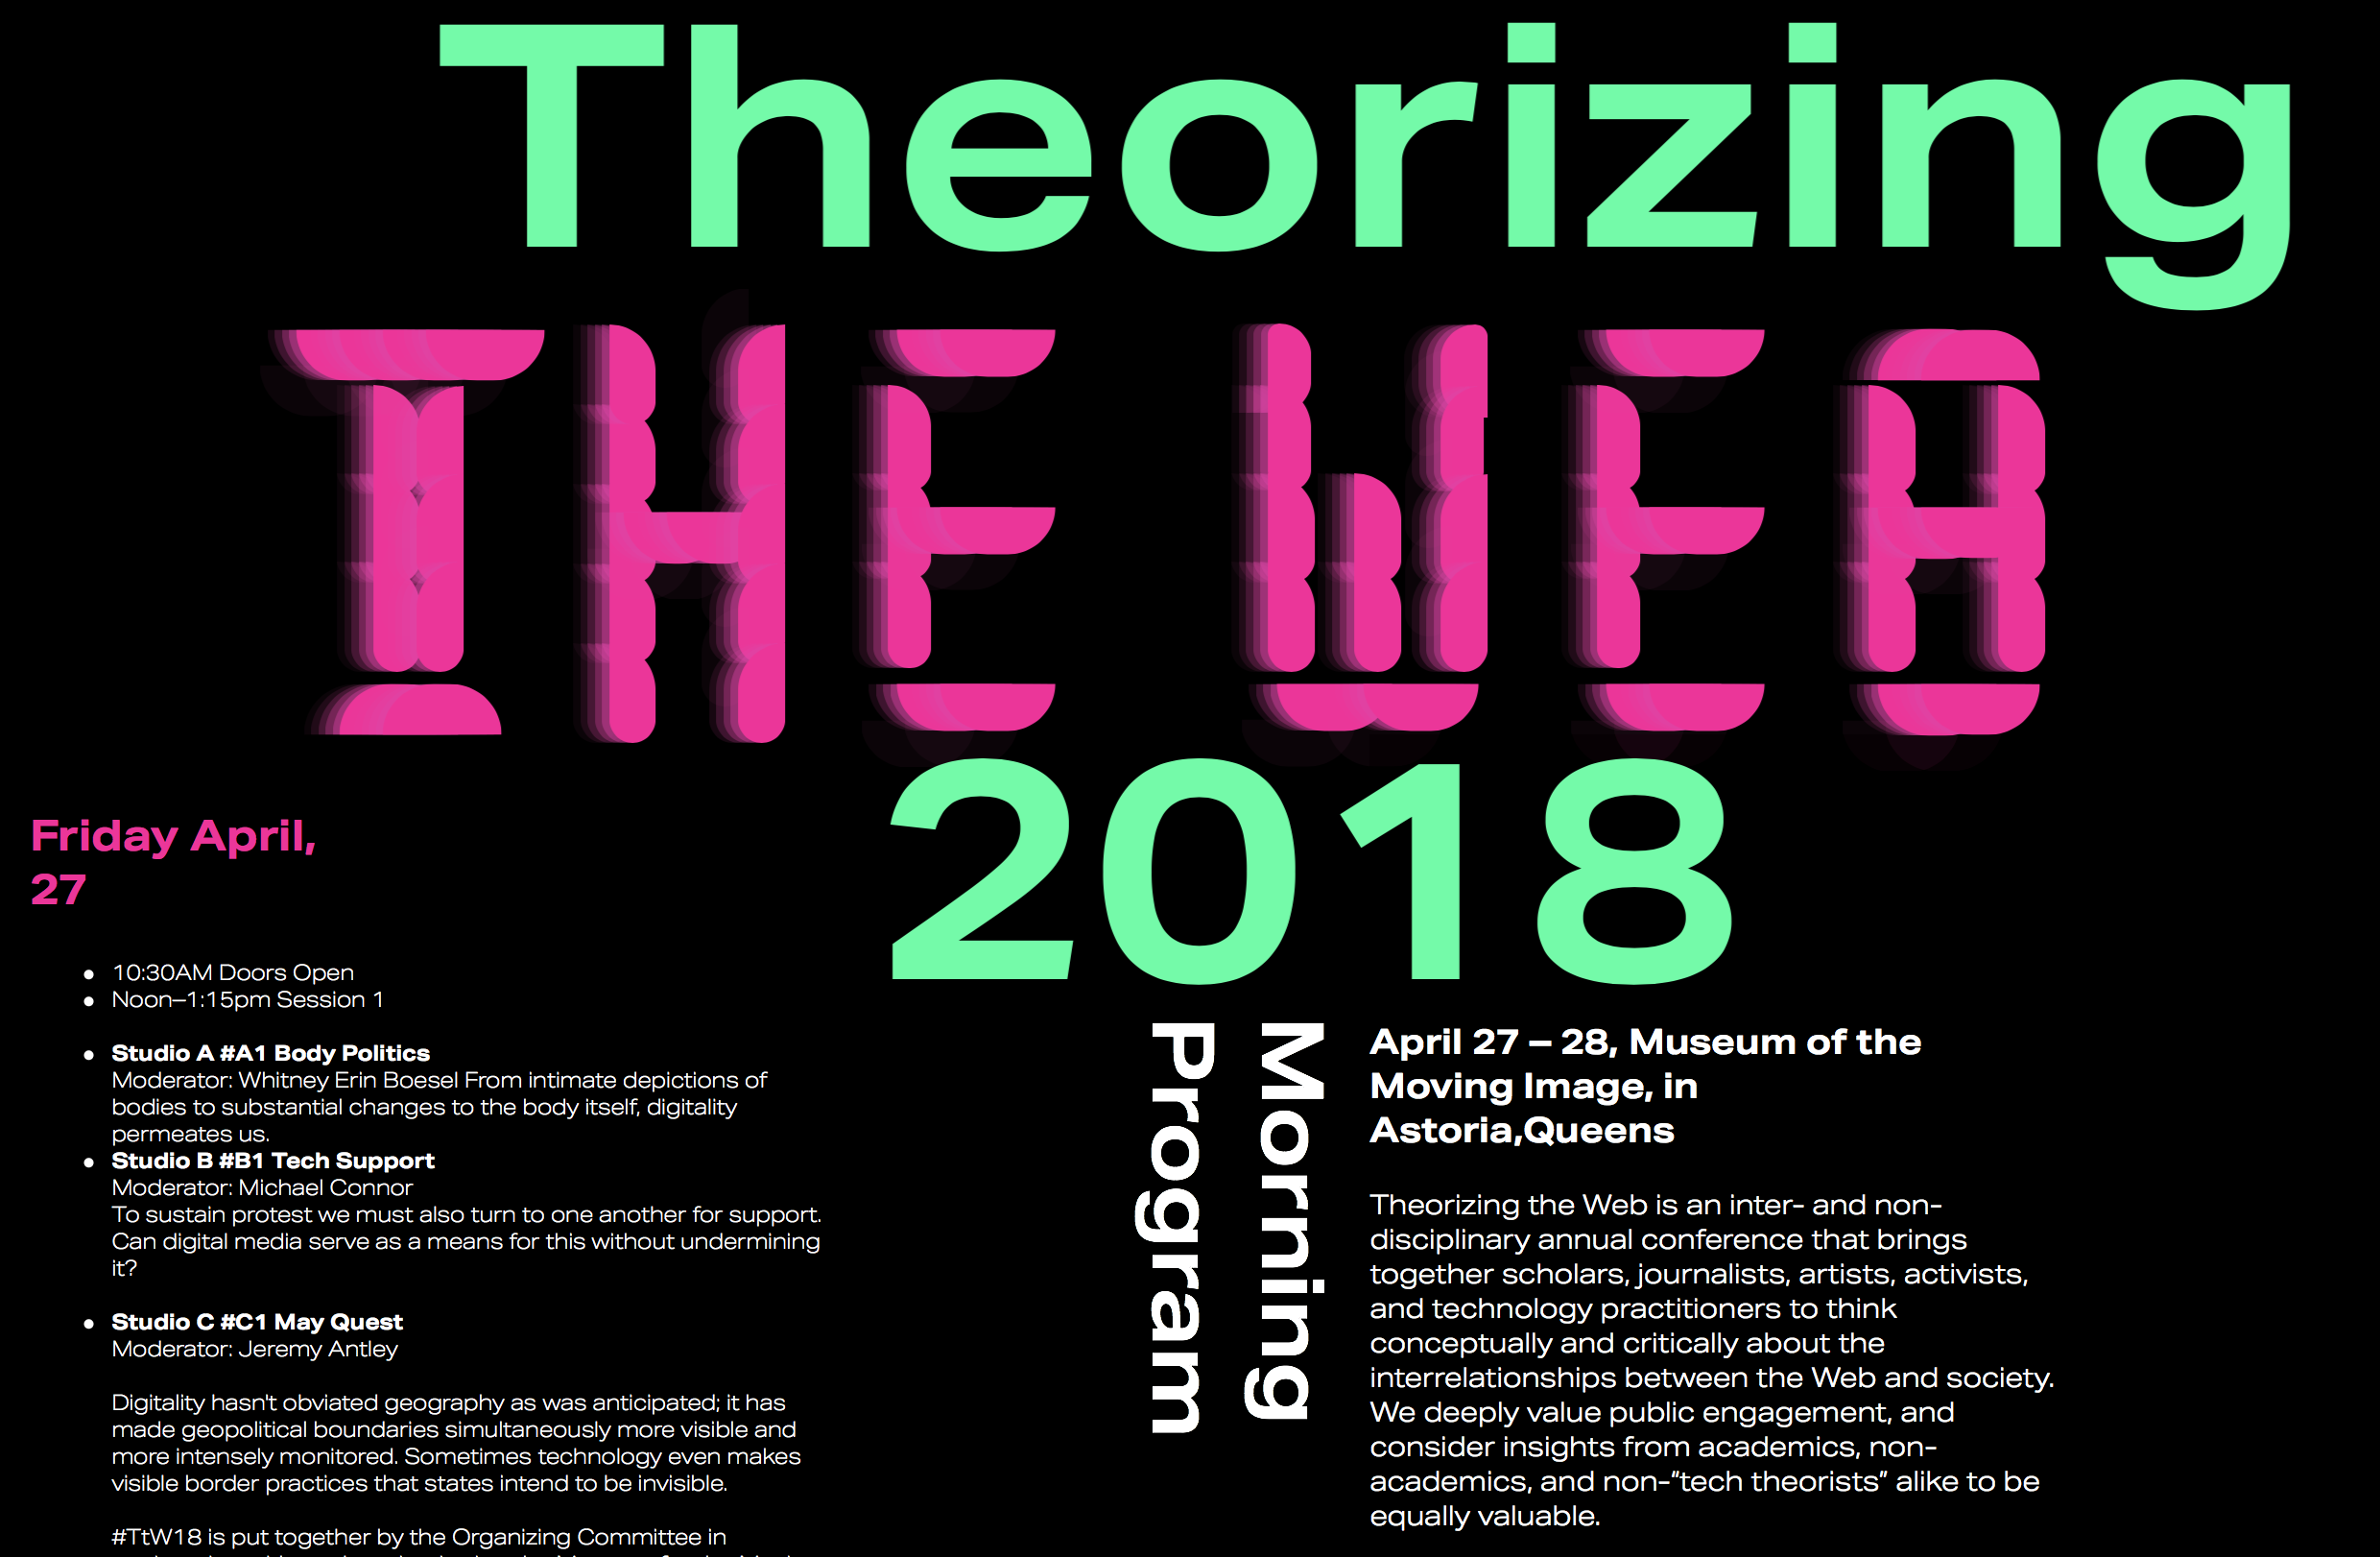 Theorizing
THE WEB
2018
Friday April,
27
10:30AM Doors Open
Noon–1:15pm Session 1
Studio A #A1 Body Politics
Moderator: Whitney Erin Boesel From intimate depictions of
bodies to substantial changes to the body itself, digitality
permeates us.
Studio B #B1 Tech Support
Moderator: Michael Connor
To sustain protest we must also turn to one another for support.
Can digital media serve as a means for this without undermining
it?
Studio C #C1 May Quest
Moderator: Jeremy Antley
Digitality hasn't obviated geography as was anticipated; it has
made geopolitical boundaries simultaneously more visible and
more intensely monitored. Sometimes technology even makes
visible border practices that states intend to be invisible.
#TtW18 is put together by the Organizing Committee in
Morning
Program
April 27 – 28, Museum of the
Moving Image, in
Astoria,Queens
Theorizing the Web is an inter- and non-
disciplinary annual conference that brings
together scholars, journalists, artists, activists,
and technology practitioners to think
conceptually and critically about the
interrelationships between the Web and society.
We deeply value public engagement, and
consider insights from academics, non-
academics, and non-“tech theorists” alike to be
equally valuable.